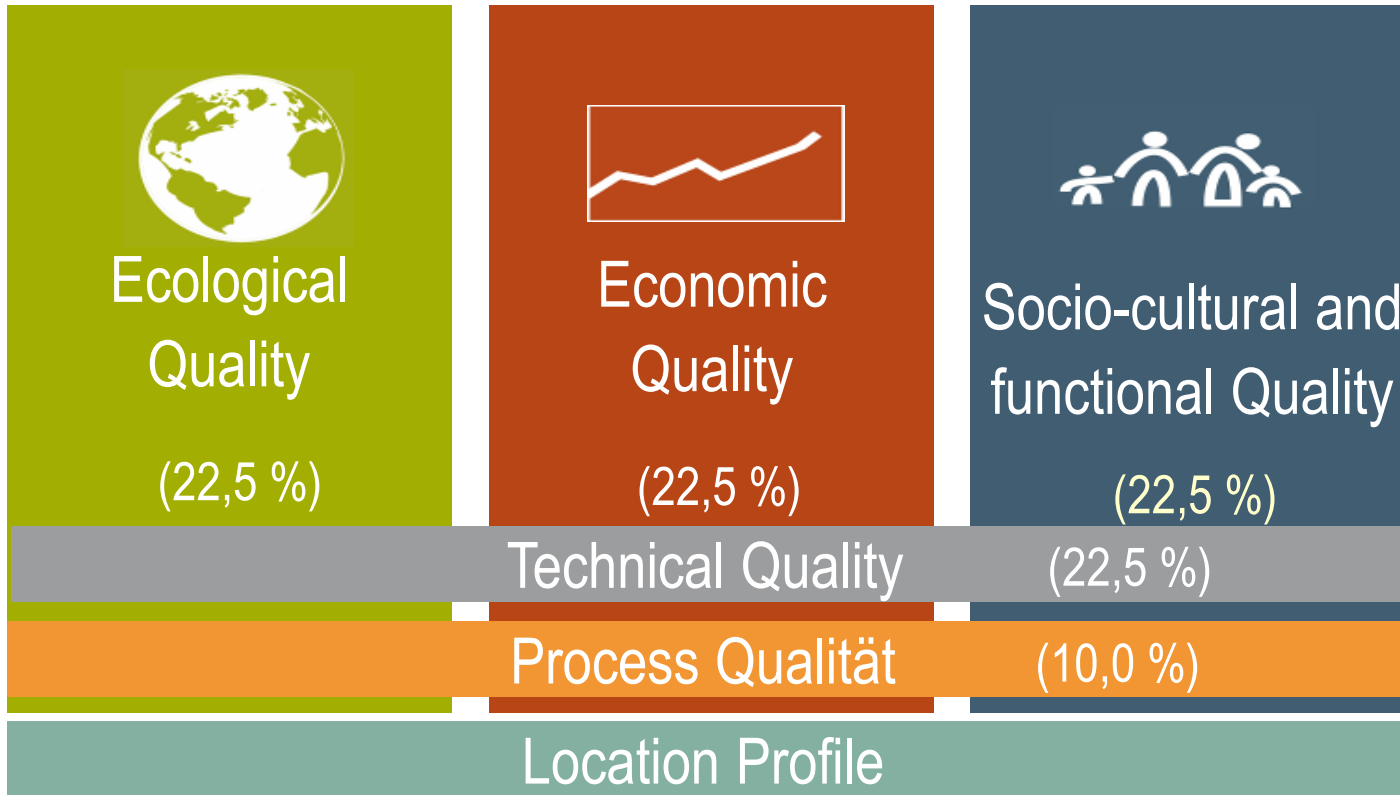 Ecological
Quality
(22,5 %)
Economic
Quality
(22,5 %)
Socio-cultural and
functional Quality
(22,5 %)
Technical Quality (22,5 %)
Process Qualität (10,0 %)
Location Profile